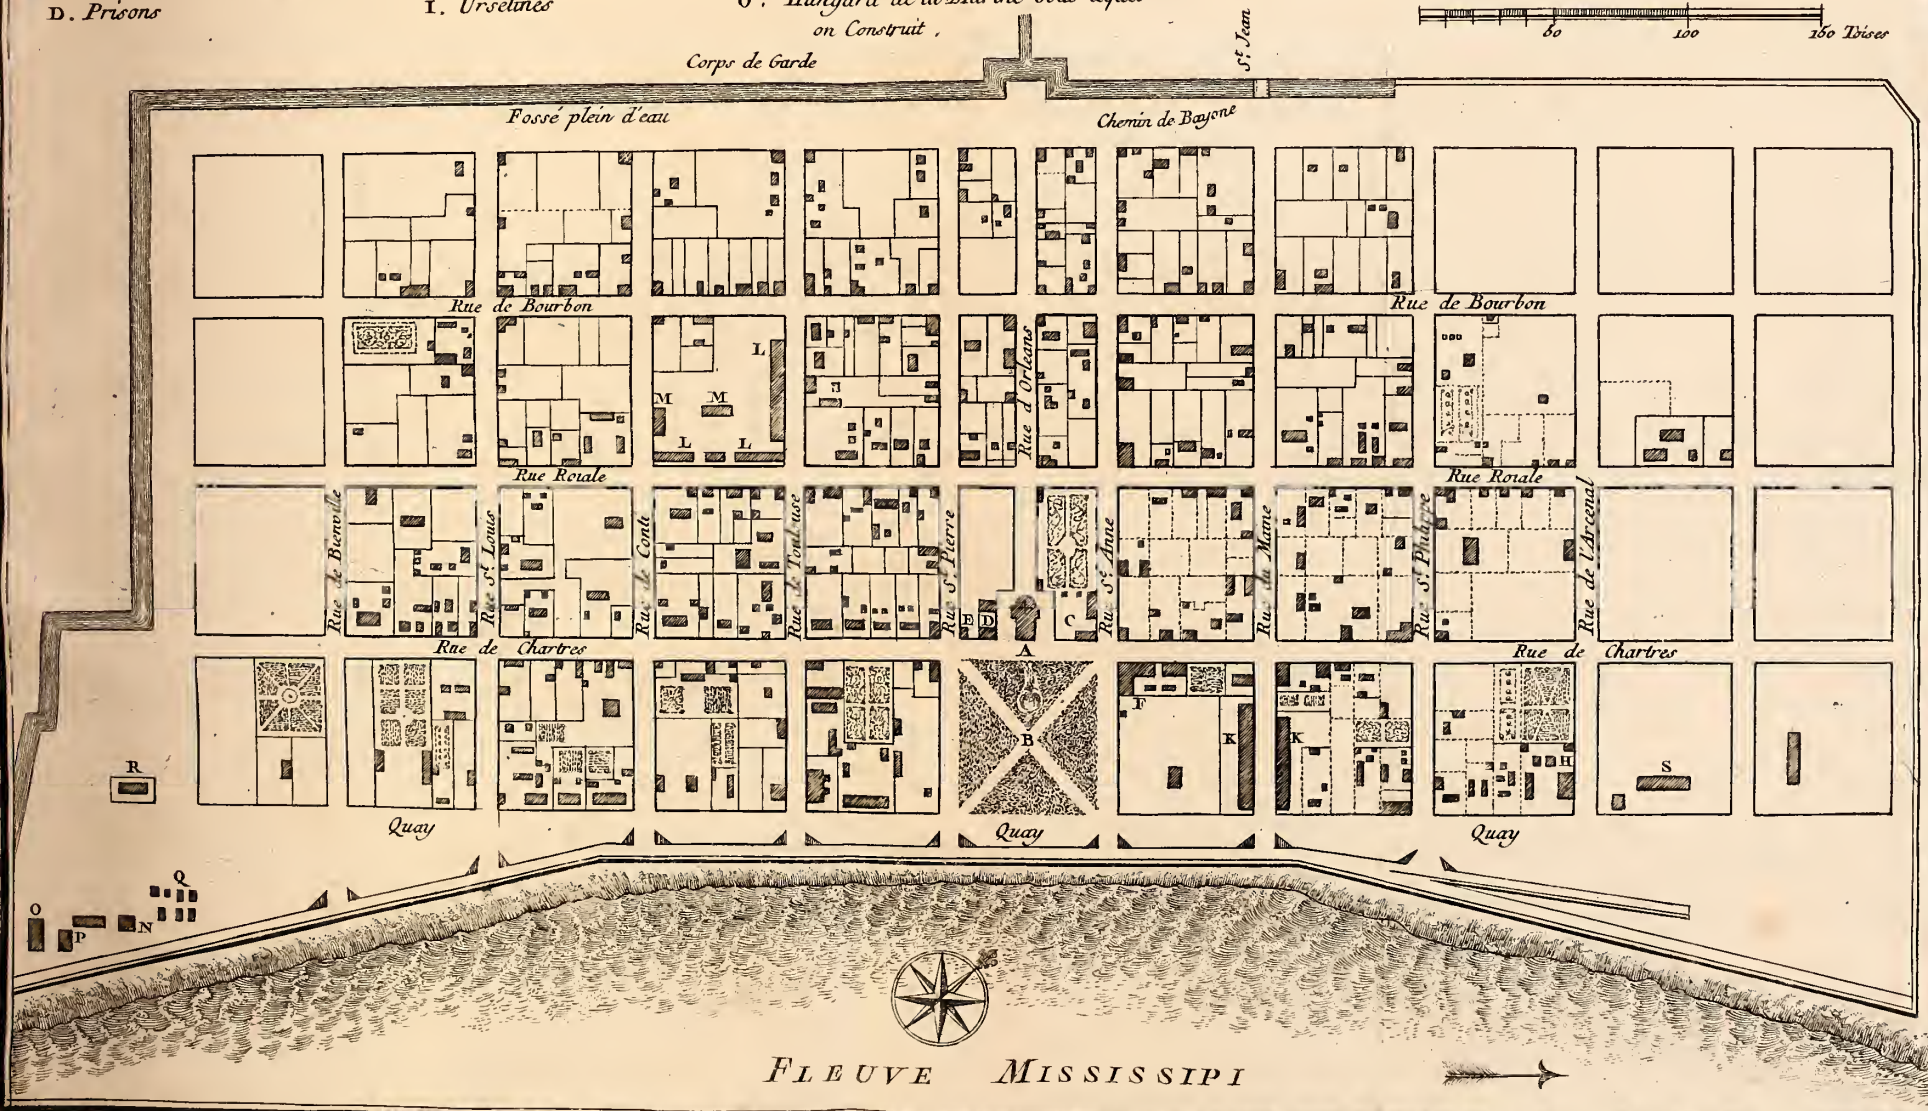 D. Prisons
I. Urselines
on Construit.
50 100 150 Toises
St. Jean
Corps de Garde
Fossé plein d'eau
Chemin de Bayone
Rue de Bourbon
Rue de Bourbon
L
M M
L L
Rue d'Orleans
Rue Roiale
Rue Roiale
Rue de Bienville
Rue St. Louis
Rue de Conti
Rue de Toulouse
Rue St. Pierre
Rue Ste. Anne
Rue du Maine
Rue St. Philippe
Rue de l'Arcenal
E D
C
A
Rue de Chartres
Rue de Chartres
F
B
K K
H
R
S
Quay
Quay
Quay
Q
O
P
N
FLEUVE MISSISSIPI